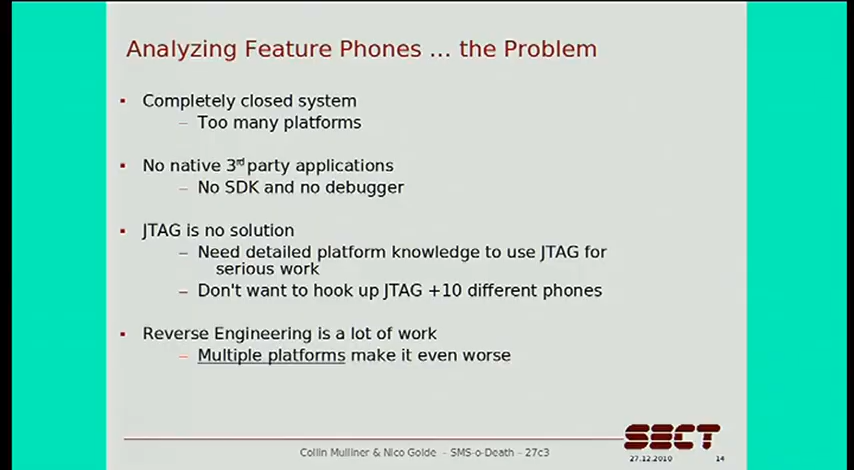 Analyzing Feature Phones ... the Problem
▪ Completely closed system
– Too many platforms
▪ No native 3rd party applications
– No SDK and no debugger
▪ JTAG is no solution
– Need detailed platform knowledge to use JTAG for
serious work
– Don't want to hook up JTAG +10 different phones
▪ Reverse Engineering is a lot of work
– Multiple platforms make it even worse
SECT
Collin Mulliner & Nico Golde – SMS-o-Death – 27c3
27.12.2010
14